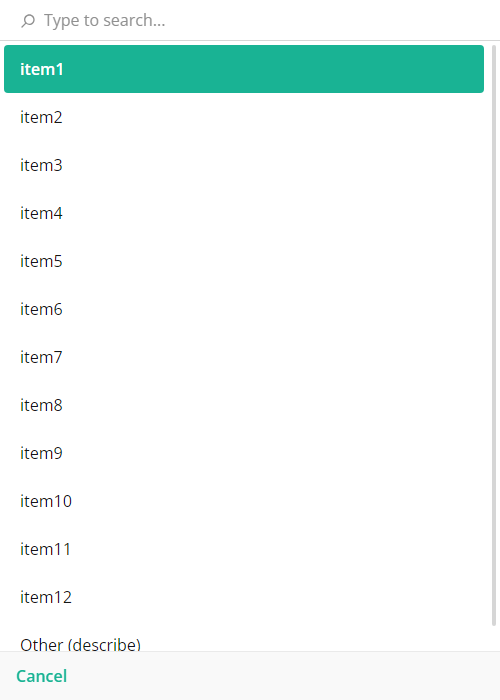 Type to search...
item1
item2
item3
item4
item5
item6
item7
item8
item9
item10
item11
item12
Other (describe)
Cancel